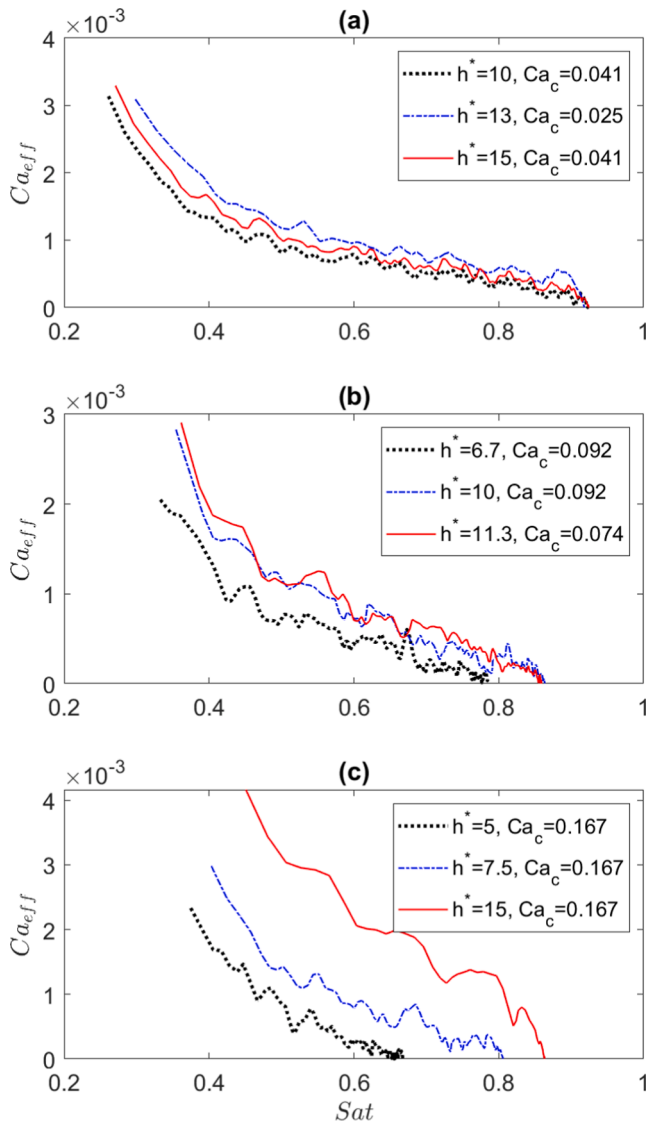 (a)
×10⁻³
4
3
2
1
0
Ca_eff
h*=10, Ca_c=0.041
h*=13, Ca_c=0.025
h*=15, Ca_c=0.041
0.2 0.4 0.6 0.8 1
(b)
×10⁻³
3
2
1
0
Ca_eff
h*=6.7, Ca_c=0.092
h*=10, Ca_c=0.092
h*=11.3, Ca_c=0.074
0.2 0.4 0.6 0.8 1
(c)
×10⁻³
4
3
2
1
0
Ca_eff
h*=5, Ca_c=0.167
h*=7.5, Ca_c=0.167
h*=15, Ca_c=0.167
0.2 0.4 0.6 0.8 1
Sat